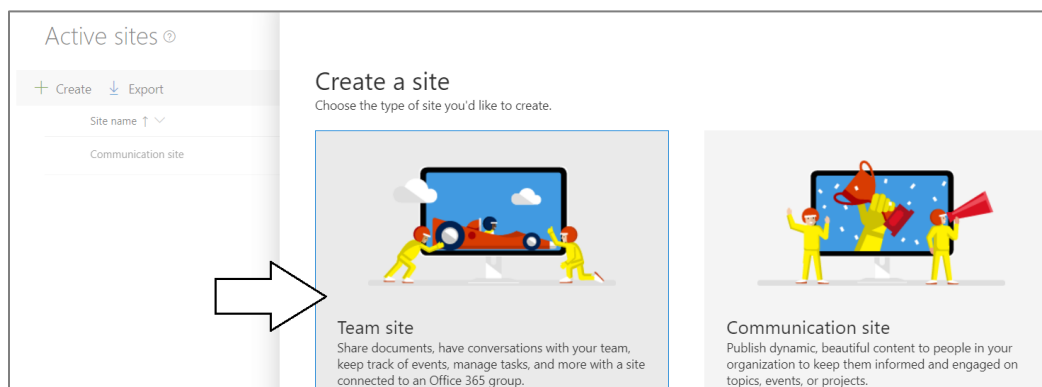 Active sites
Create a site
Choose the type of site you'd like to create.
+ Create Export
Site name ↑
Communication site
Team site
Share documents, have conversations with your team,
keep track of events, manage tasks, and more with a site
connected to an Office 365 group.
Communication site
Publish dynamic, beautiful content to people in your
organization to keep them informed and engaged on
topics, events, or projects.